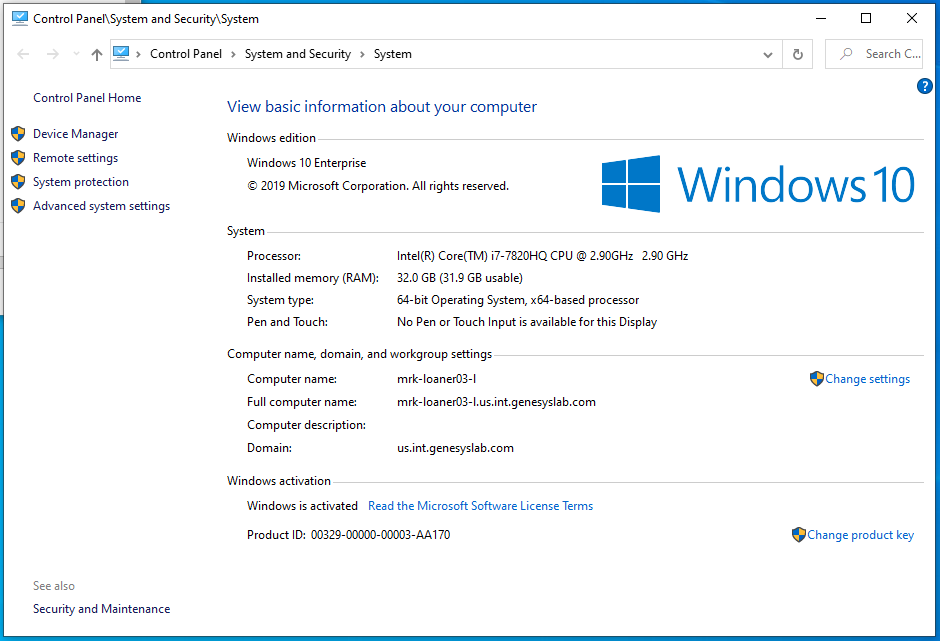 Control Panel\System and Security\System
Control Panel › System and Security › System
Search C...
?
Control Panel Home
Device Manager
Remote settings
System protection
Advanced system settings
View basic information about your computer
Windows edition
Windows 10 Enterprise
© 2019 Microsoft Corporation. All rights reserved.
Windows 10
System
Processor: Intel(R) Core(TM) i7-7820HQ CPU @ 2.90GHz 2.90 GHz
Installed memory (RAM): 32.0 GB (31.9 GB usable)
System type: 64-bit Operating System, x64-based processor
Pen and Touch: No Pen or Touch Input is available for this Display
Computer name, domain, and workgroup settings
Computer name: mrk-loaner03-l Change settings
Full computer name: mrk-loaner03-l.us.int.genesyslab.com
Computer description:
Domain: us.int.genesyslab.com
Windows activation
Windows is activated Read the Microsoft Software License Terms
Product ID: 00329-00000-00003-AA170 Change product key
See also
Security and Maintenance